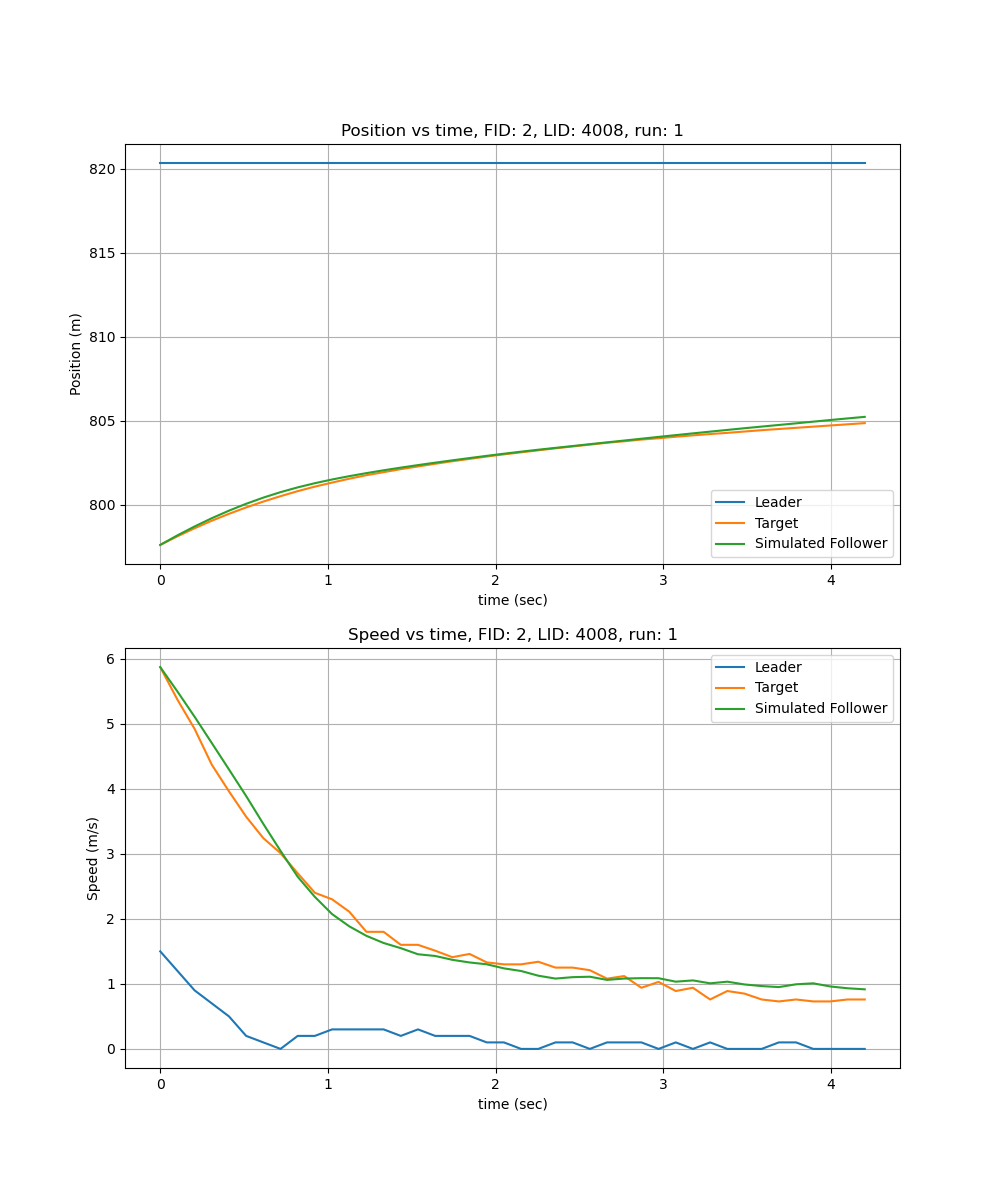 Position vs time, FID: 2, LID: 4008, run: 1
820
815
810
805
800
Position (m)
Leader
Target
Simulated Follower
0 1 2 3 4
time (sec)
Speed vs time, FID: 2, LID: 4008, run: 1
6
5
4
3
2
1
0
Speed (m/s)
Leader
Target
Simulated Follower
0 1 2 3 4
time (sec)